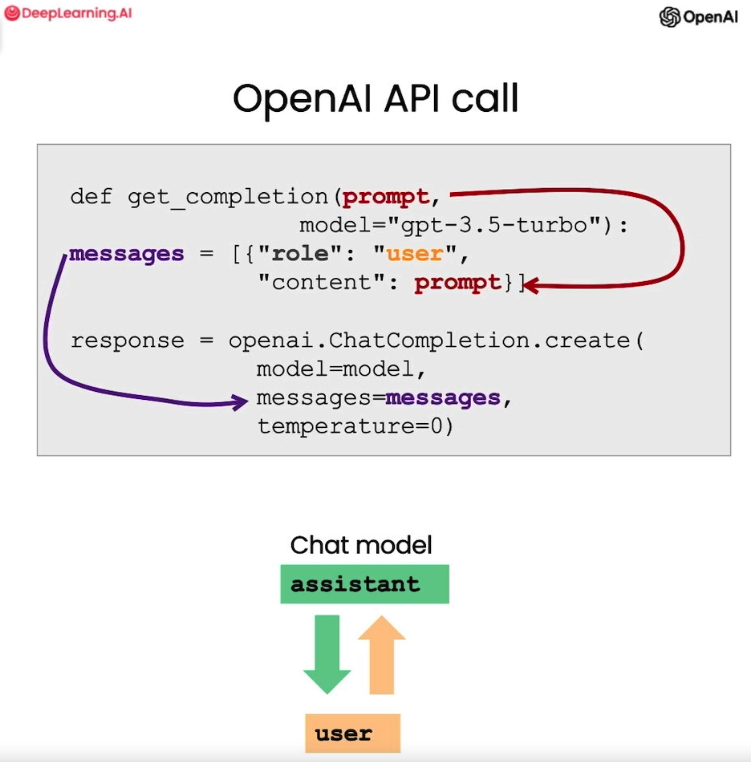 DeepLearning.AI
OpenAI
OpenAI API call
def get_completion(prompt,
model="gpt-3.5-turbo"):
messages = [{"role": "user",
"content": prompt}]
response = openai.ChatCompletion.create(
model=model,
messages=messages,
temperature=0)
Chat model
assistant
user